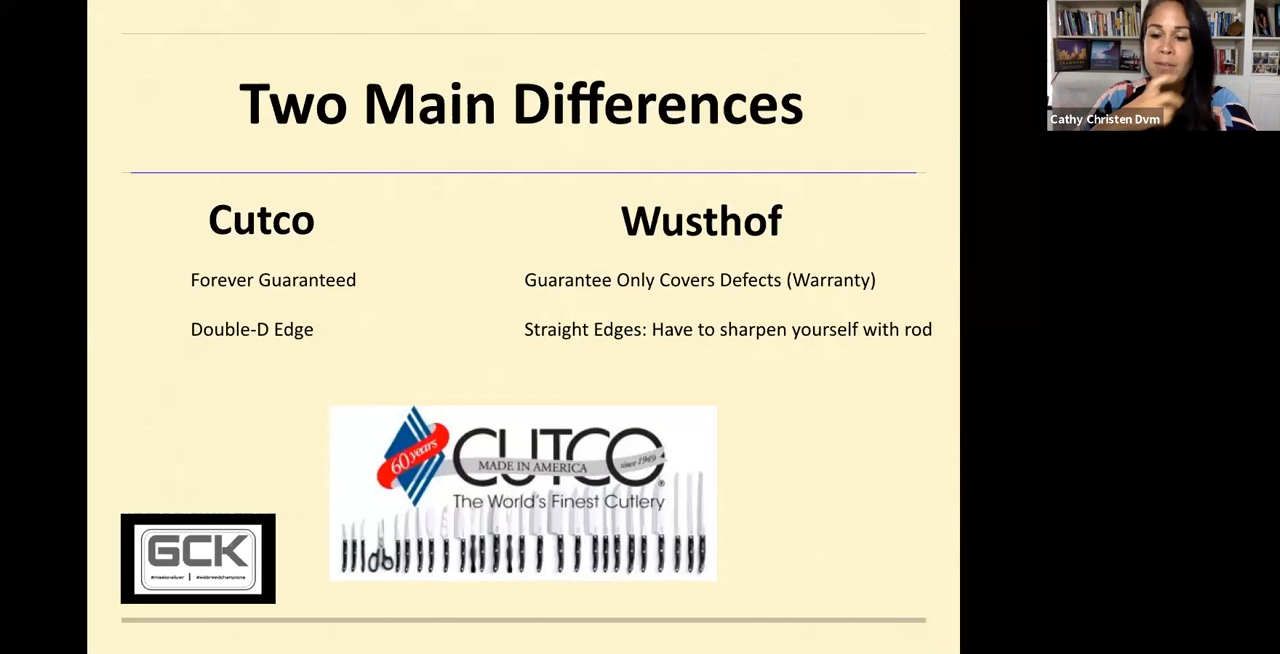 Two Main Differences
Cutco
Wusthof
Forever Guaranteed
Guarantee Only Covers Defects (Warranty)
Double-D Edge
Straight Edges: Have to sharpen yourself with rod
60 years
CUTCO
MADE IN AMERICA
since 1949
The World's Finest Cutlery
GCK
#missionsilver | #webreedchampions
Cathy Christen Dvm